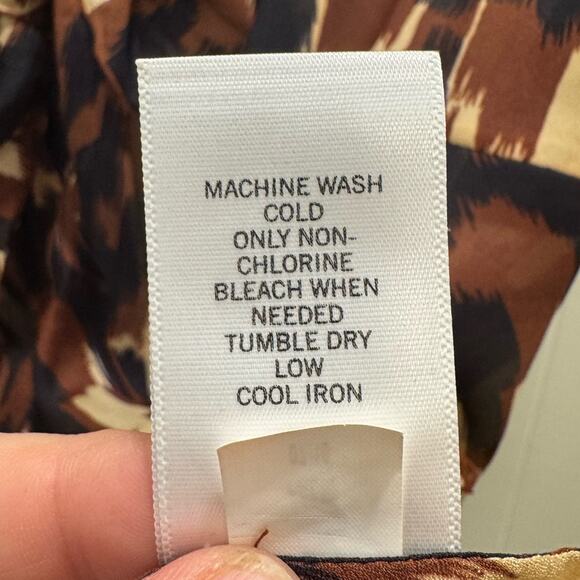 MACHINE WASH
COLD
ONLY NON-
CHLORINE
BLEACH WHEN
NEEDED
TUMBLE DRY
LOW
COOL IRON